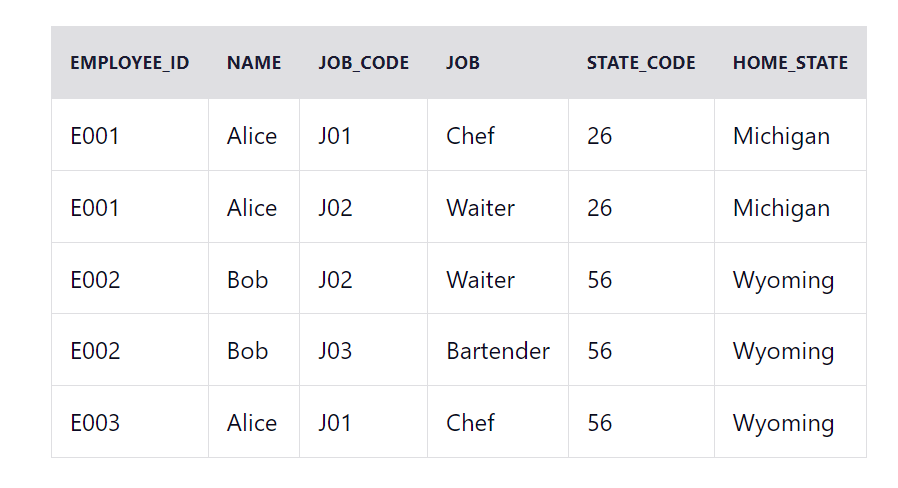 EMPLOYEE_ID NAME JOB_CODE JOB STATE_CODE HOME_STATE
E001 Alice J01 Chef 26 Michigan
E001 Alice J02 Waiter 26 Michigan
E002 Bob J02 Waiter 56 Wyoming
E002 Bob J03 Bartender 56 Wyoming
E003 Alice J01 Chef 56 Wyoming